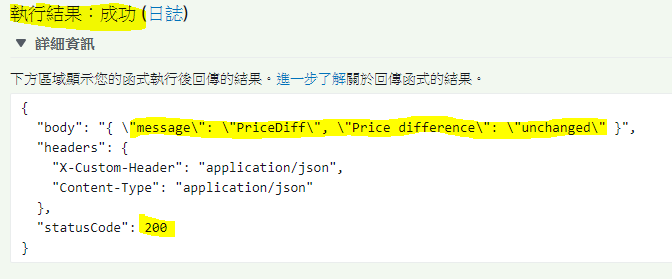 執行結果：成功 (日誌)
▼ 詳細資訊
下方區域顯示您的函式執行後回傳的結果。進一步了解關於回傳函式的結果。
{
  "body": "{ \"message\": \"PriceDiff\", \"Price difference\": \"unchanged\" }",
  "headers": {
    "X-Custom-Header": "application/json",
    "Content-Type": "application/json"
  },
  "statusCode": 200
}